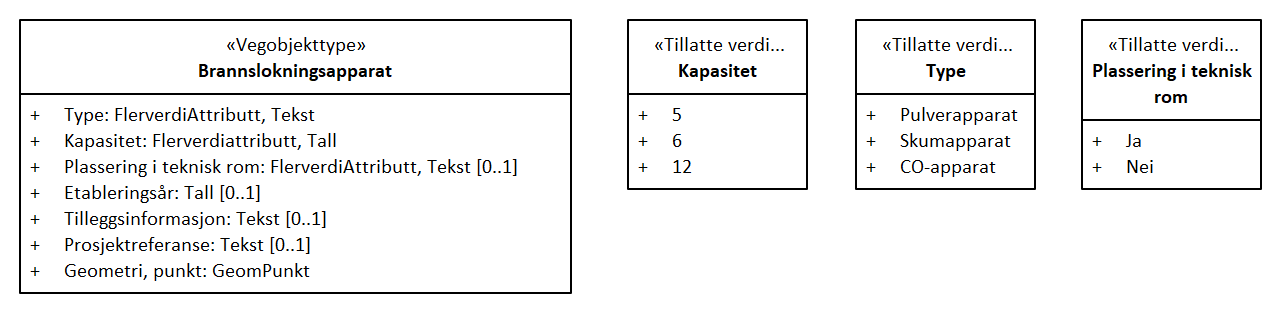 «Vegobjekttype»
Brannslokningsapparat
+ Type: FlerverdiAttributt, Tekst
+ Kapasitet: Flerverdiattributt, Tall
+ Plassering i teknisk rom: FlerverdiAttributt, Tekst [0..1]
+ Etableringsår: Tall [0..1]
+ Tilleggsinformasjon: Tekst [0..1]
+ Prosjektreferanse: Tekst [0..1]
+ Geometri, punkt: GeomPunkt
«Tillatte verdi...
Kapasitet
+ 5
+ 6
+ 12
«Tillatte verdi...
Type
+ Pulverapparat
+ Skumapparat
+ CO-apparat
«Tillatte verdi...
Plassering i teknisk
rom
+ Ja
+ Nei